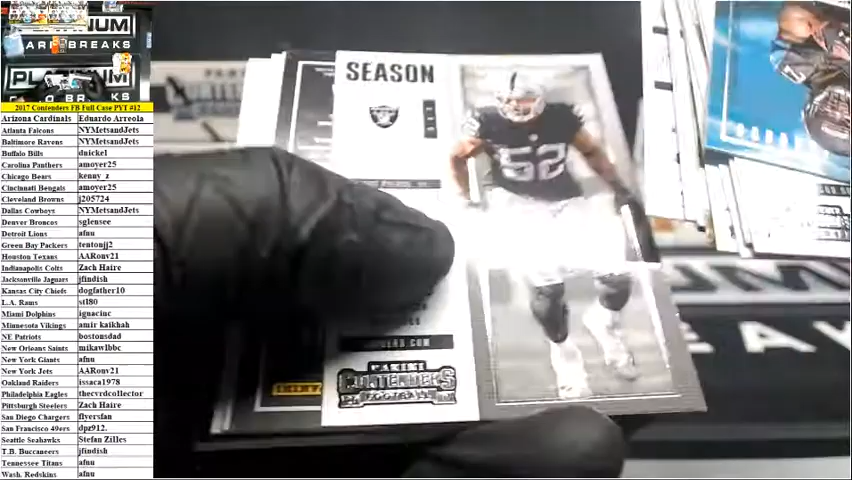 PLATINUM
CARD BREAKS
PLATINUM
2017 Contenders FB Full Case PYT #12
Arizona Cardinals Eduardo Arreola
Atlanta Falcons NYMetsandJets
Baltimore Ravens NYMetsandJets
Buffalo Bills dnickel
Carolina Panthers amoyer25
Chicago Bears kenny_z
Cincinnati Bengals amoyer25
Cleveland Browns j205724
Dallas Cowboys NYMetsandJets
Denver Broncos sglensee
Detroit Lions afnu
Green Bay Packers tentonjj2
Houston Texans AARonv21
Indianapolis Colts Zach Haire
Jacksonville Jaguars jfindish
Kansas City Chiefs dogfather10
L.A. Rams stl80
Miami Dolphins ignacinc
Minnesota Vikings amir kaikhah
NE Patriots bostonsdad
New Orleans Saints mikawlbbc
New York Giants afnu
New York Jets AARonv21
Oakland Raiders issaca1978
Philadelphia Eagles thecvrdcollector
Pittsburgh Steelers Zach Haire
San Diego Chargers flyersfan
San Francisco 49ers dpz912.
Seattle Seahawks Stefan Zilles
T.B. Buccaneers jfindish
Tennessee Titans afnu
Wash. Redskins afnu
SEASON
52
PANINI
CONTENDERS
FOOTBALL